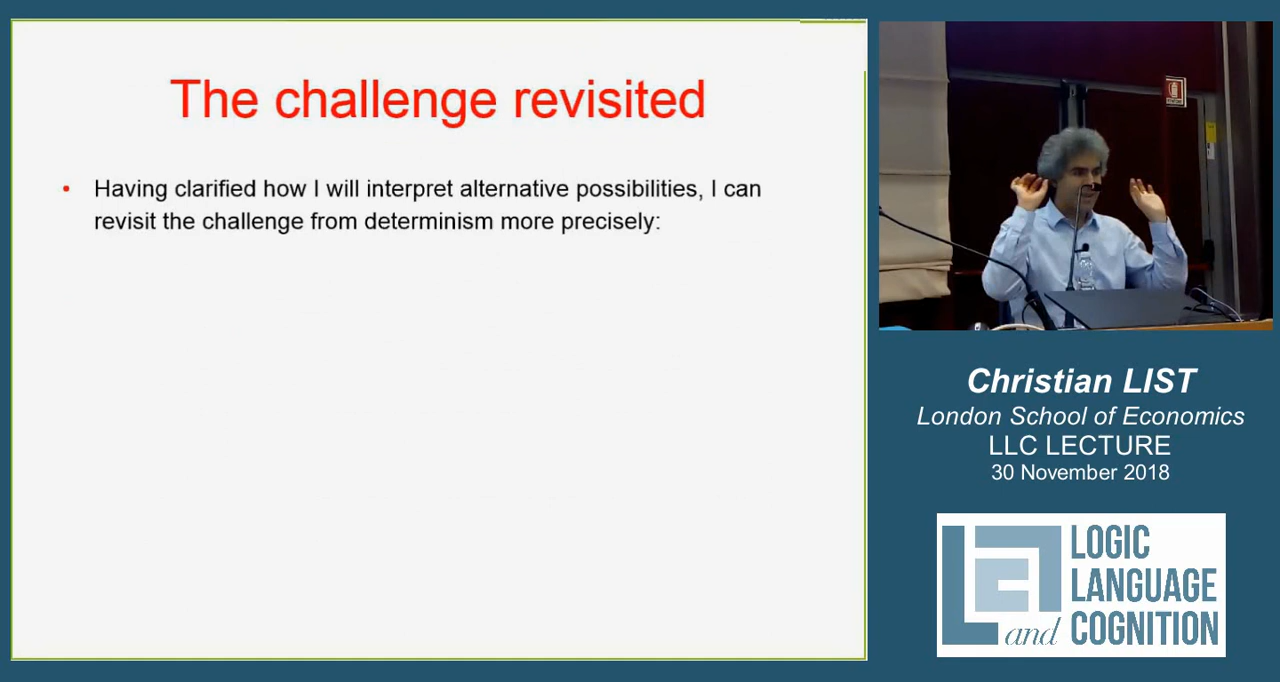 The challenge revisited
• Having clarified how I will interpret alternative possibilities, I can
revisit the challenge from determinism more precisely:
Christian LIST
London School of Economics
LLC LECTURE
30 November 2018
LOGIC
LANGUAGE
and COGNITION